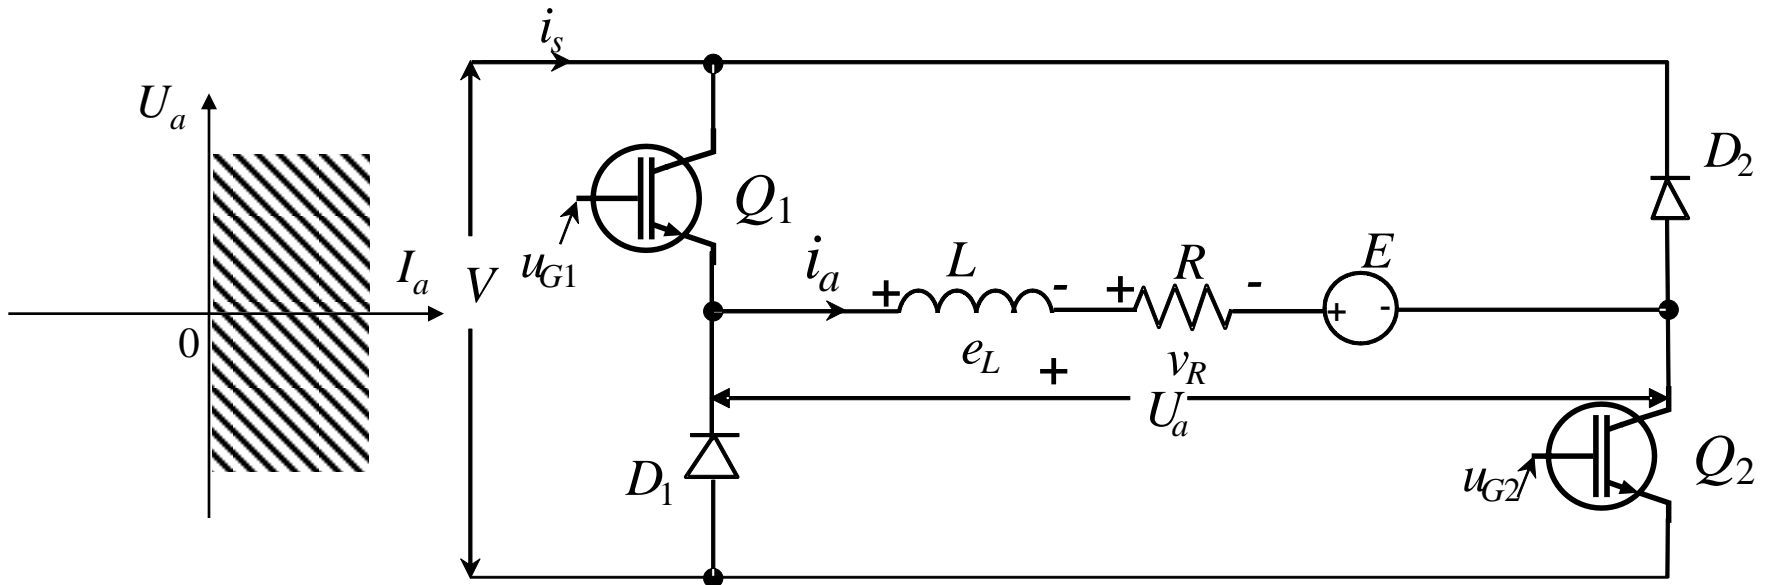 i_s
U_a
D_2
Q_1
i_a
L
R
E
I_a
V
u_G1
+
-
+
-
+
-
0
e_L
+
v_R
U_a
D_1
u_G2
Q_2